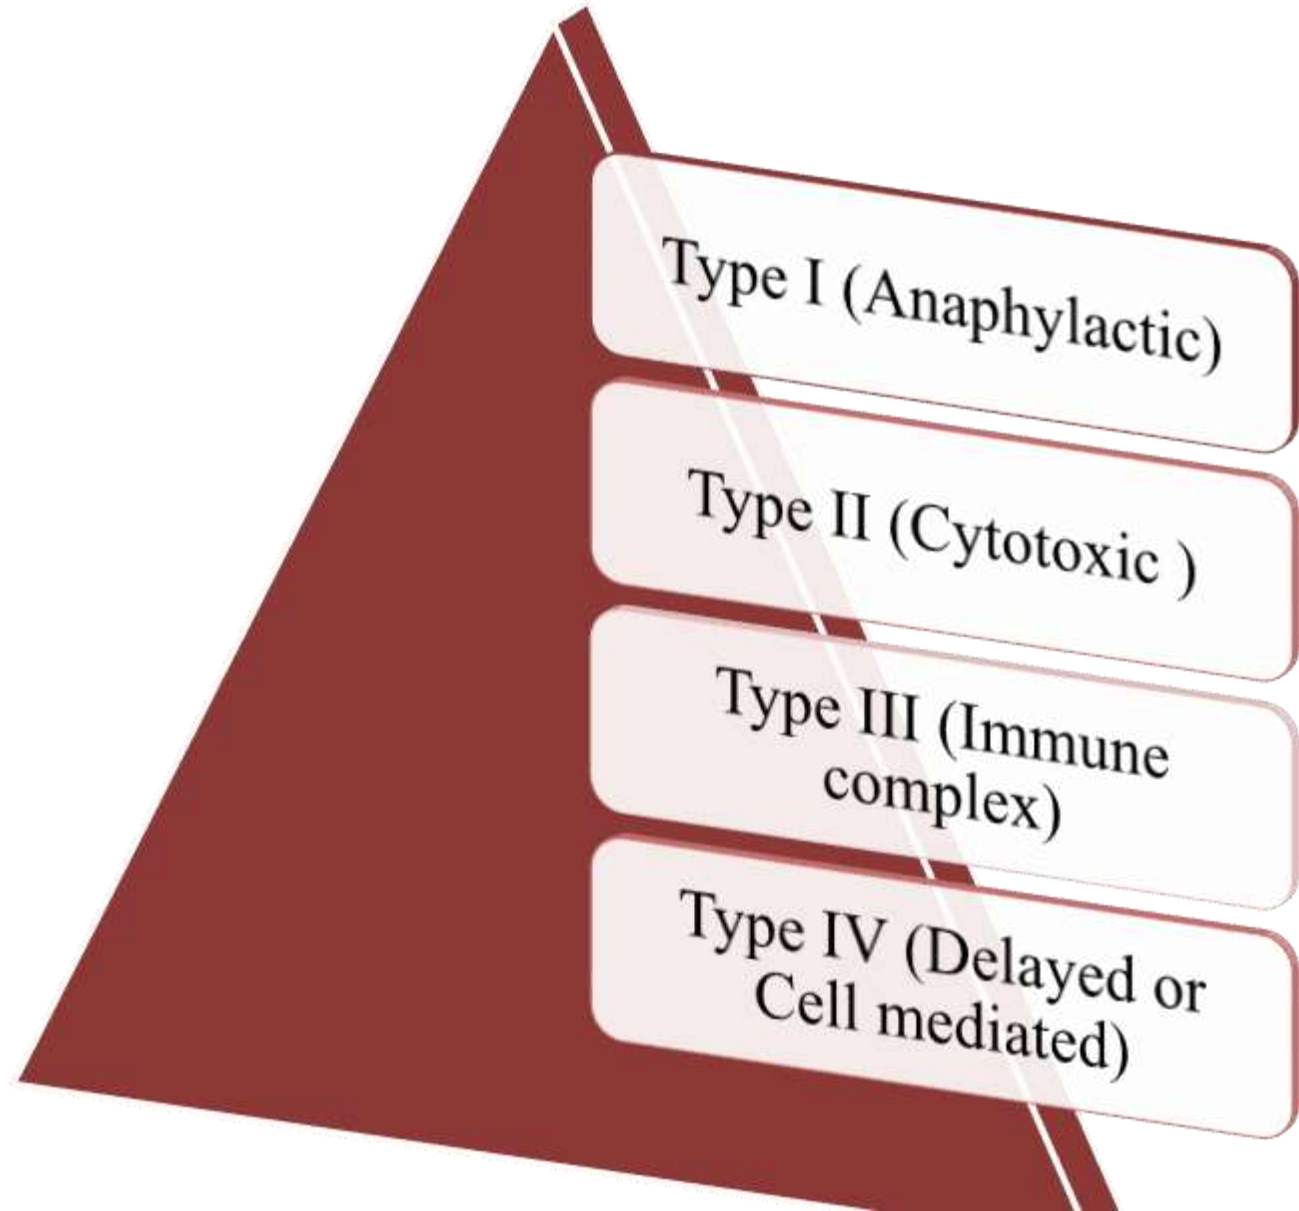 Type I (Anaphylactic)
Type II (Cytotoxic )
Type III (Immune
complex)
Type IV (Delayed or
Cell mediated)